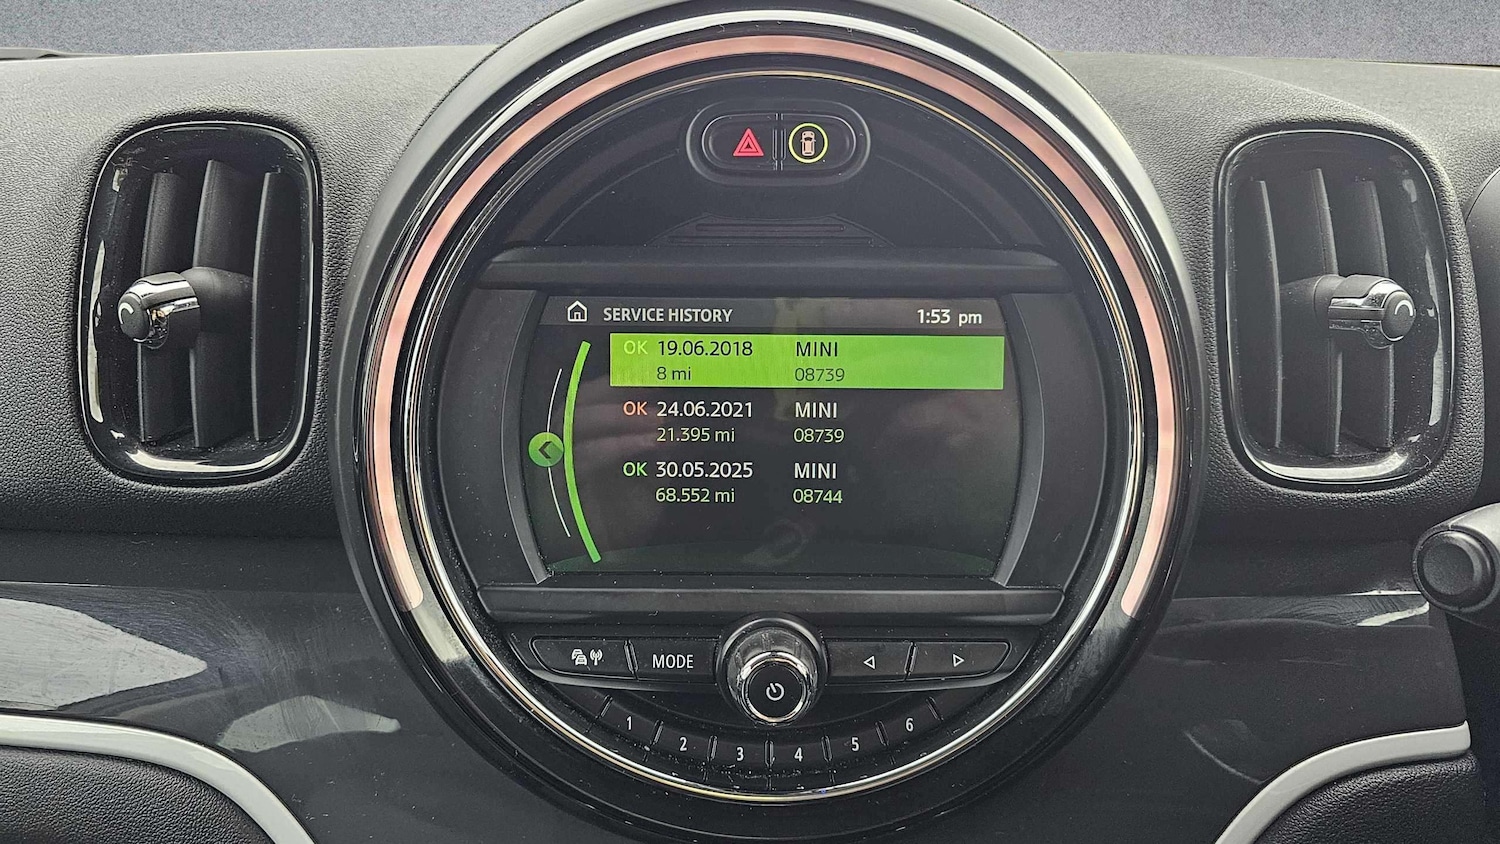 SERVICE HISTORY 1:53 pm
OK 19.06.2018 MINI
8 mi 08739
OK 24.06.2021 MINI
21.395 mi 08739
OK 30.05.2025 MINI
68.552 mi 08744
MODE
1 2 3 4 5 6